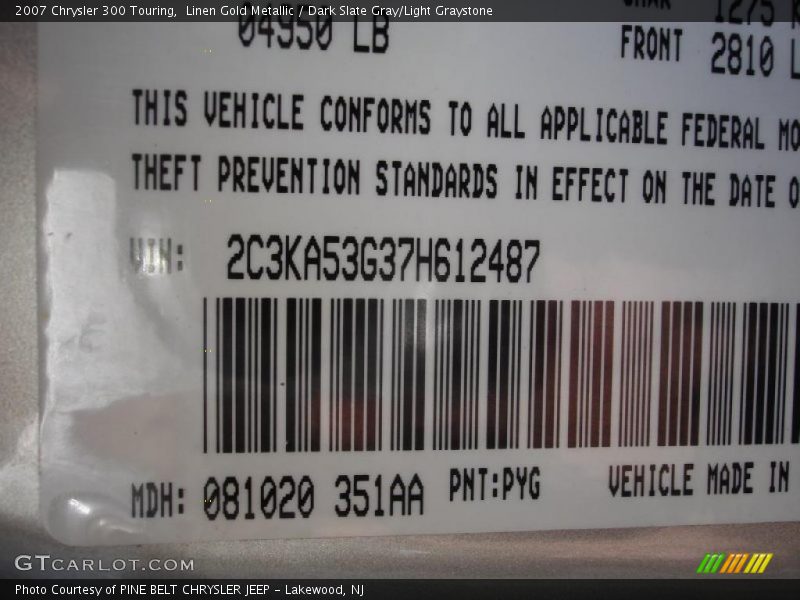 2007 Chrysler 300 Touring, Linen Gold Metallic / Dark Slate Gray/Light Graystone
04950 LB
FRONT 2810
THIS VEHICLE CONFORMS TO ALL APPLICABLE FEDERAL
THEFT PREVENTION STANDARDS IN EFFECT ON THE DATE
VIN: 2C3KA53G37H612487
MDH: 081020 351AA PNT:PYG VEHICLE MADE IN
GTCARLOT.COM
Photo Courtesy of PINE BELT CHRYSLER JEEP - Lakewood, NJ